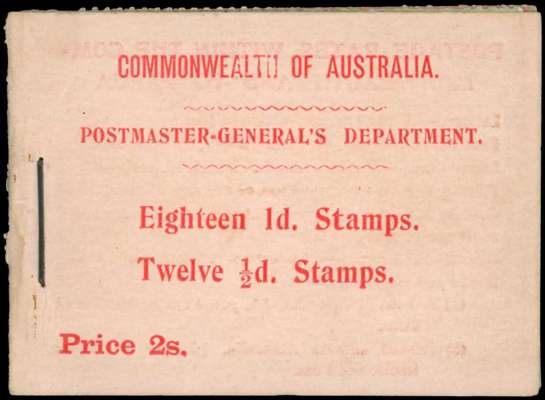 COMMONWEALTH OF AUSTRALIA.
POSTMASTER-GENERAL'S DEPARTMENT.
Eighteen 1d. Stamps.
Twelve ½d. Stamps.
Price 2s.